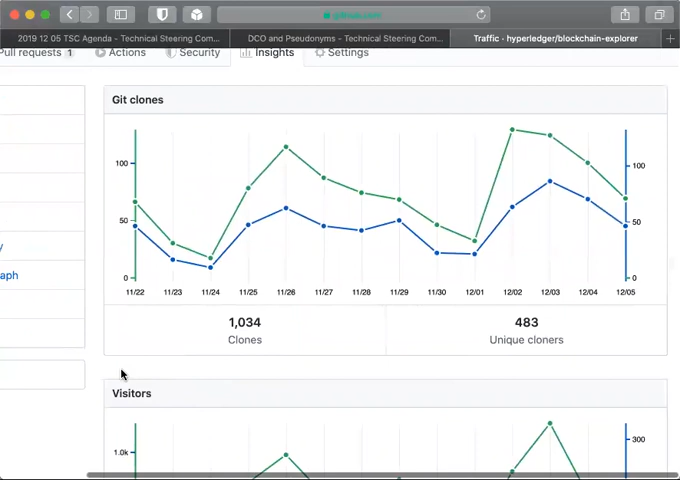 github.com
2019 12 05 TSC Agenda - Technical Steering Com...
DCO and Pseudonyms - Technical Steering Com...
Traffic · hyperledger/blockchain-explorer
Pull requests 1
Actions
Security
Insights
Settings
Git clones
100
50
0
100
50
0
11/22 11/23 11/24 11/25 11/26 11/27 11/28 11/29 11/30 12/01 12/02 12/03 12/04 12/05
1,034
Clones
483
Unique cloners
y
aph
Visitors
1.0k
300